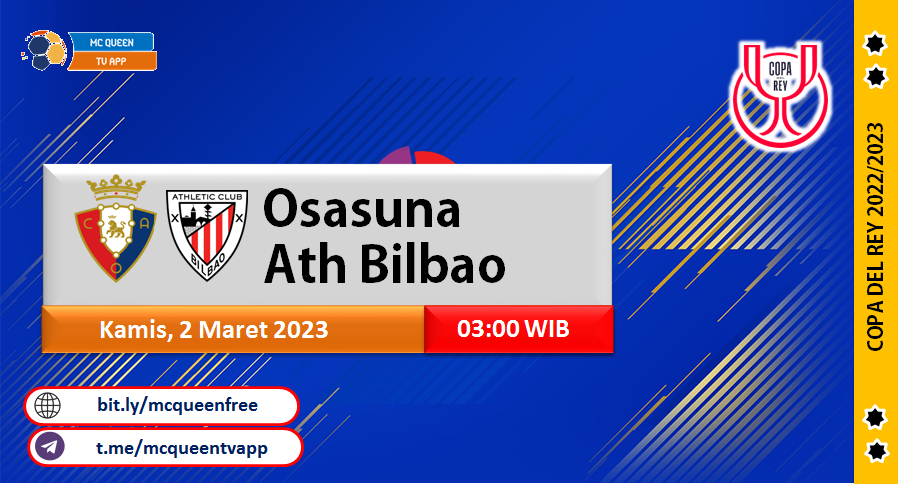 MC QUEEN
TV APP
COPA
DEL
REY
ATHLETIC CLUB
BILBAO
C A
O
Osasuna
Ath Bilbao
Kamis, 2 Maret 2023
03:00 WIB
bit.ly/mcqueenfree
t.me/mcqueentvapp
COPA DEL REY 2022/2023